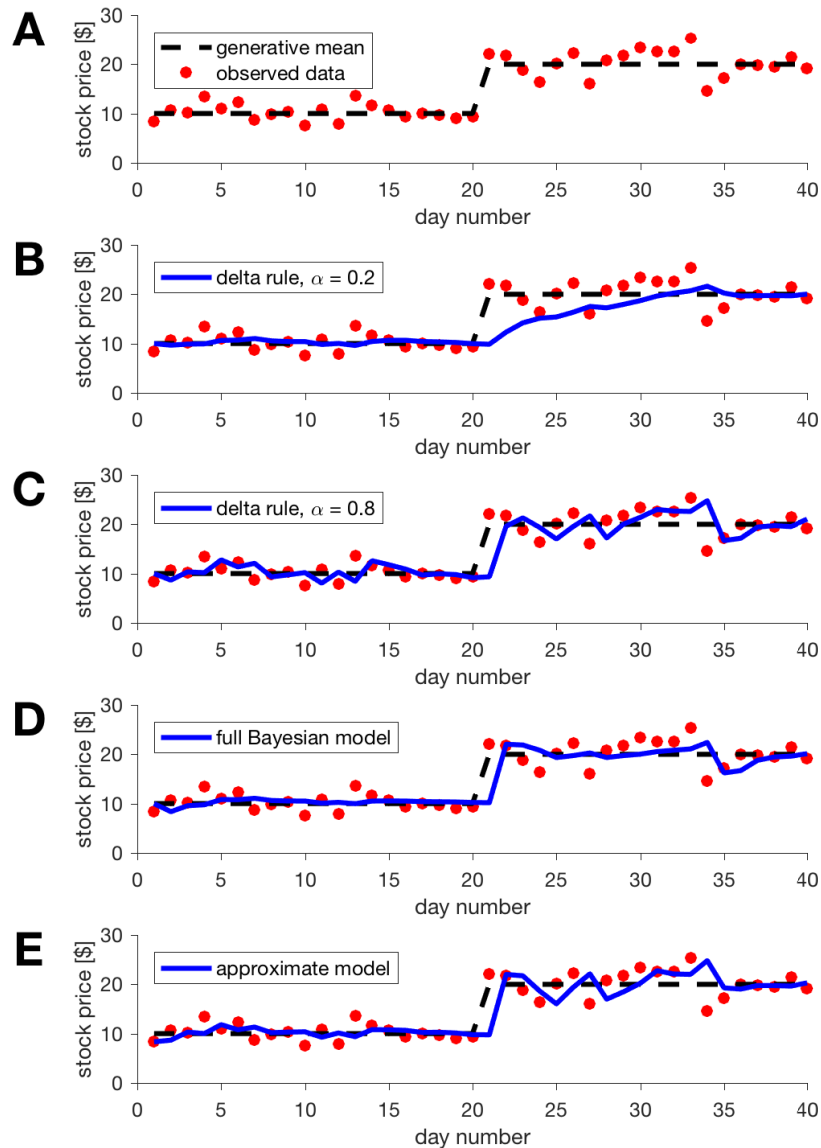 A
stock price [$]
30
20
10
0
generative mean
observed data
0 5 10 15 20 25 30 35 40
day number
B
stock price [$]
30
20
10
0
delta rule, α = 0.2
0 5 10 15 20 25 30 35 40
day number
C
stock price [$]
30
20
10
0
delta rule, α = 0.8
0 5 10 15 20 25 30 35 40
day number
D
stock price [$]
30
20
10
0
full Bayesian model
0 5 10 15 20 25 30 35 40
day number
E
stock price [$]
30
20
10
0
approximate model
0 5 10 15 20 25 30 35 40
day number